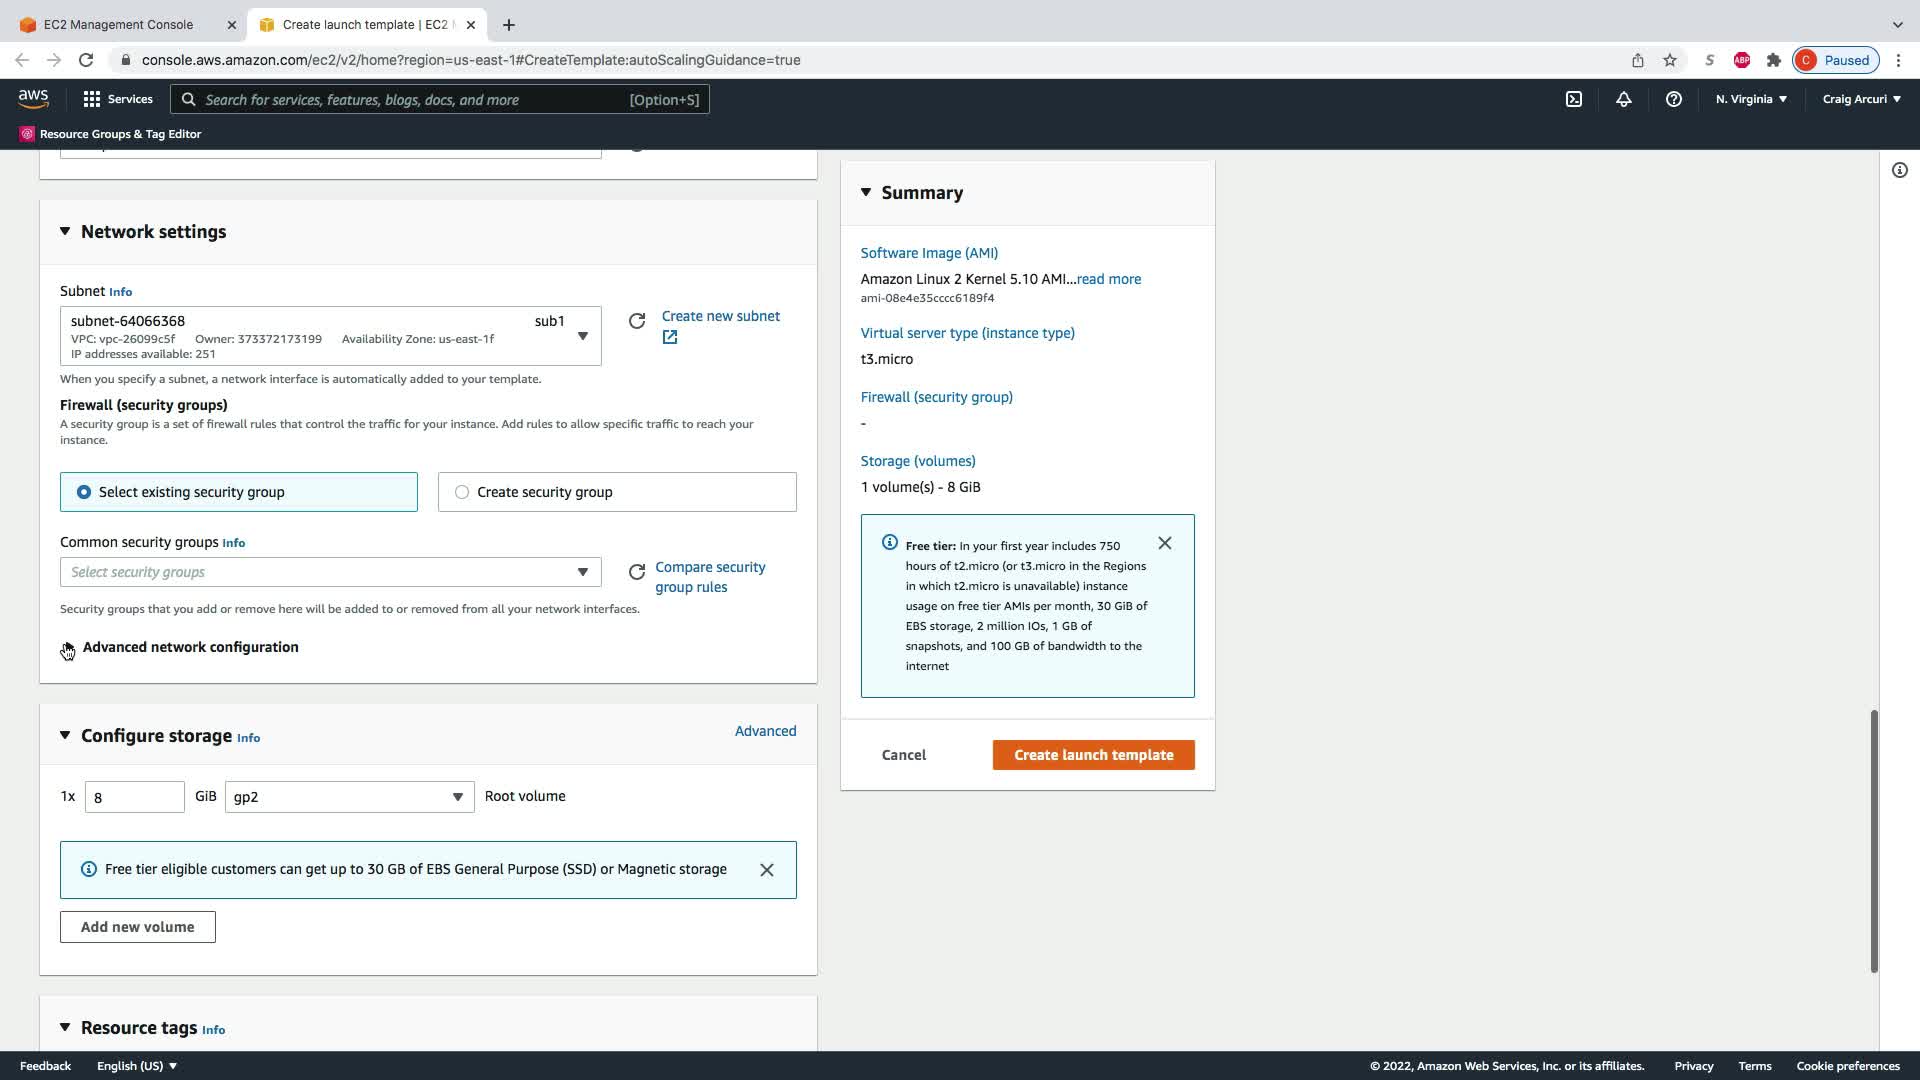 EC2 Management Console
Create launch template | EC2
console.aws.amazon.com/ec2/v2/home?region=us-east-1#CreateTemplate:autoScalingGuidance=true
S
ABP
C
Paused
aws
Services
Search for services, features, blogs, docs, and more
[Option+S]
N. Virginia
Craig Arcuri
Resource Groups & Tag Editor
Network settings
Subnet Info
subnet-64066368
sub1
VPC: vpc-26099c5f Owner: 373372173199 Availability Zone: us-east-1f
IP addresses available: 251
Create new subnet
When you specify a subnet, a network interface is automatically added to your template.
Firewall (security groups)
A security group is a set of firewall rules that control the traffic for your instance. Add rules to allow specific traffic to reach your
instance.
Select existing security group
Create security group
Common security groups Info
Select security groups
Compare security
group rules
Security groups that you add or remove here will be added to or removed from all your network interfaces.
Advanced network configuration
Configure storage Info
Advanced
1x
8
GiB
gp2
Root volume
Free tier eligible customers can get up to 30 GB of EBS General Purpose (SSD) or Magnetic storage
Add new volume
Resource tags Info
Summary
Software Image (AMI)
Amazon Linux 2 Kernel 5.10 AMI...read more
ami-08e4e35cccc6189f4
Virtual server type (instance type)
t3.micro
Firewall (security group)
-
Storage (volumes)
1 volume(s) - 8 GiB
Free tier: In your first year includes 750
hours of t2.micro (or t3.micro in the Regions
in which t2.micro is unavailable) instance
usage on free tier AMIs per month, 30 GiB of
EBS storage, 2 million IOs, 1 GB of
snapshots, and 100 GB of bandwidth to the
internet
Cancel
Create launch template
Feedback
English (US)
© 2022, Amazon Web Services, Inc. or its affiliates.
Privacy
Terms
Cookie preferences